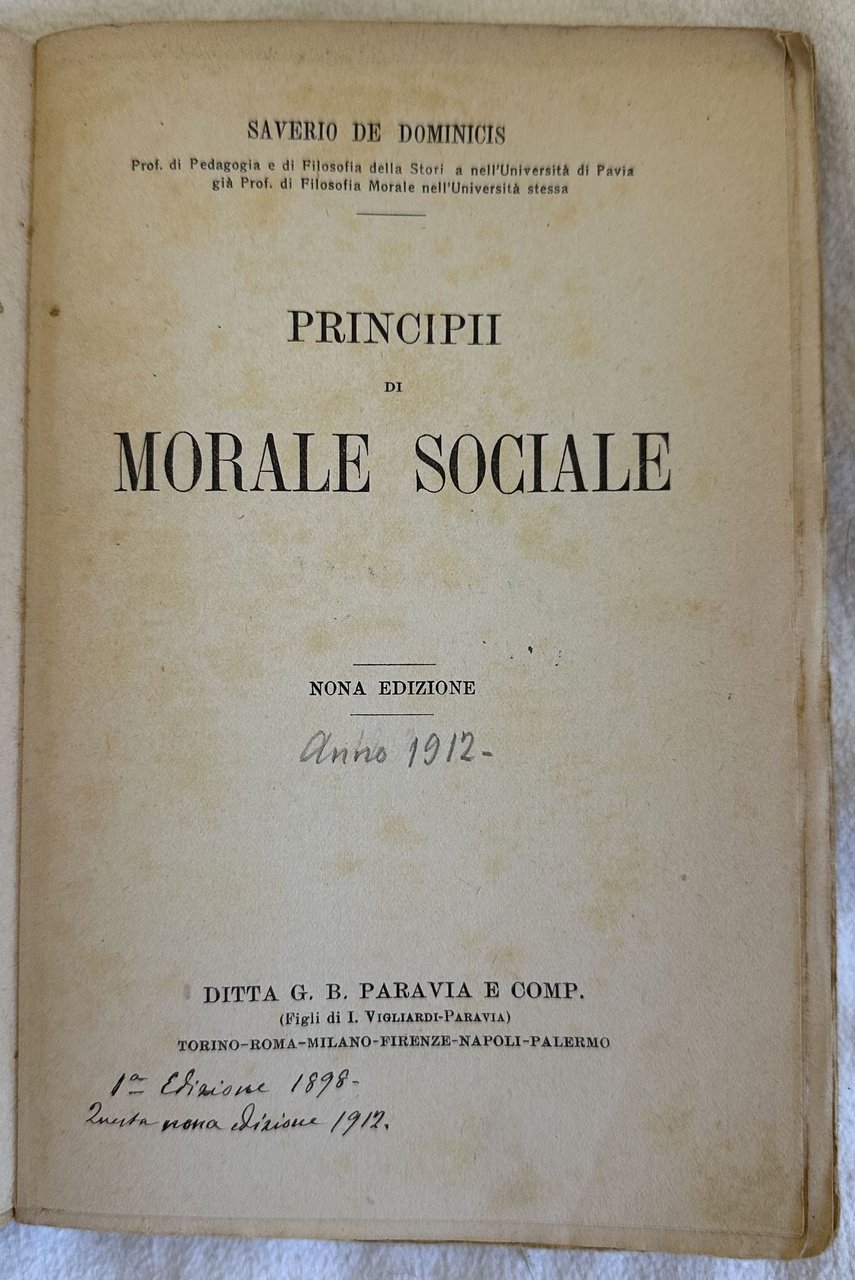 SAVERIO DE DOMINICIS
Prof. di Pedagogia e di Filosofia della Stori a nell'Università di Pavia
già Prof. di Filosofia Morale nell'Università stessa
PRINCIPII
DI
MORALE SOCIALE
NONA EDIZIONE
Anno 1912-
DITTA G. B. PARAVIA E COMP.
(Figli di I. VIGLIARDI-PARAVIA)
TORINO-ROMA-MILANO-FIRENZE-NAPOLI-PALERMO
1ª Edizione 1898-
Questa nona edizione 1912.